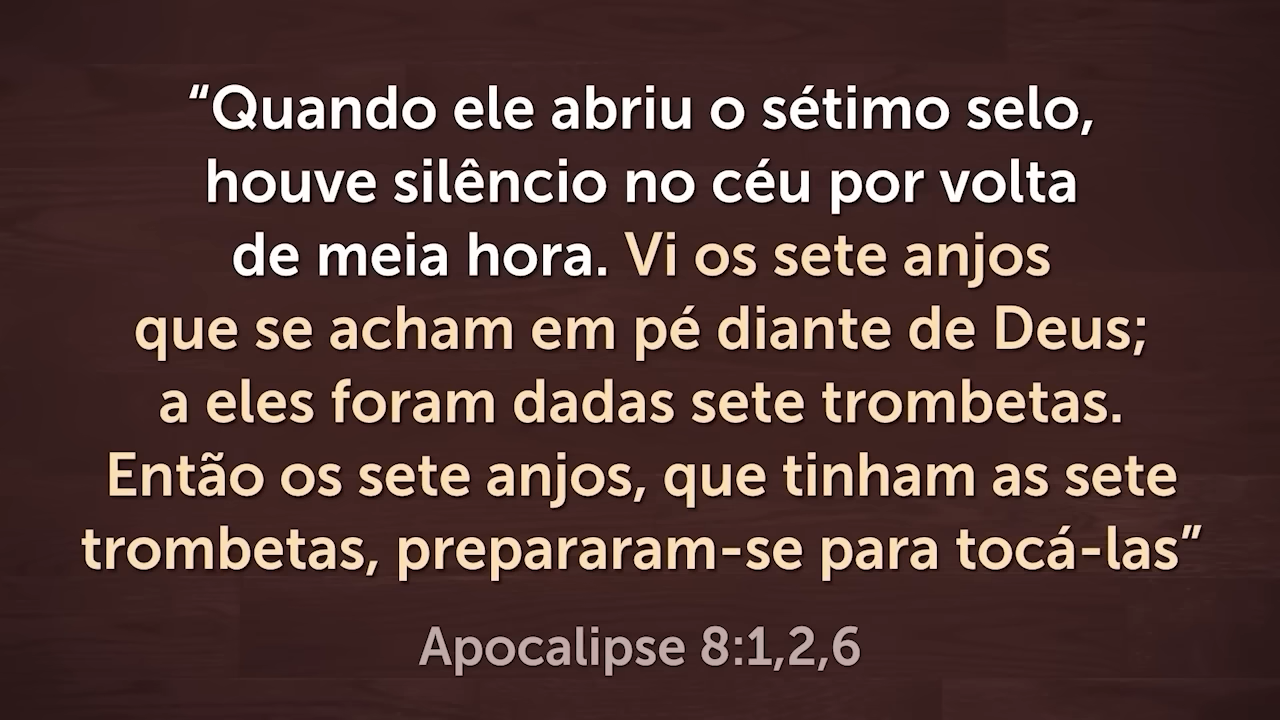 “Quando ele abriu o sétimo selo,
houve silêncio no céu por volta
de meia hora. Vi os sete anjos
que se acham em pé diante de Deus;
a eles foram dadas sete trombetas.
Então os sete anjos, que tinham as sete
trombetas, prepararam-se para tocá-las”
Apocalipse 8:1,2,6